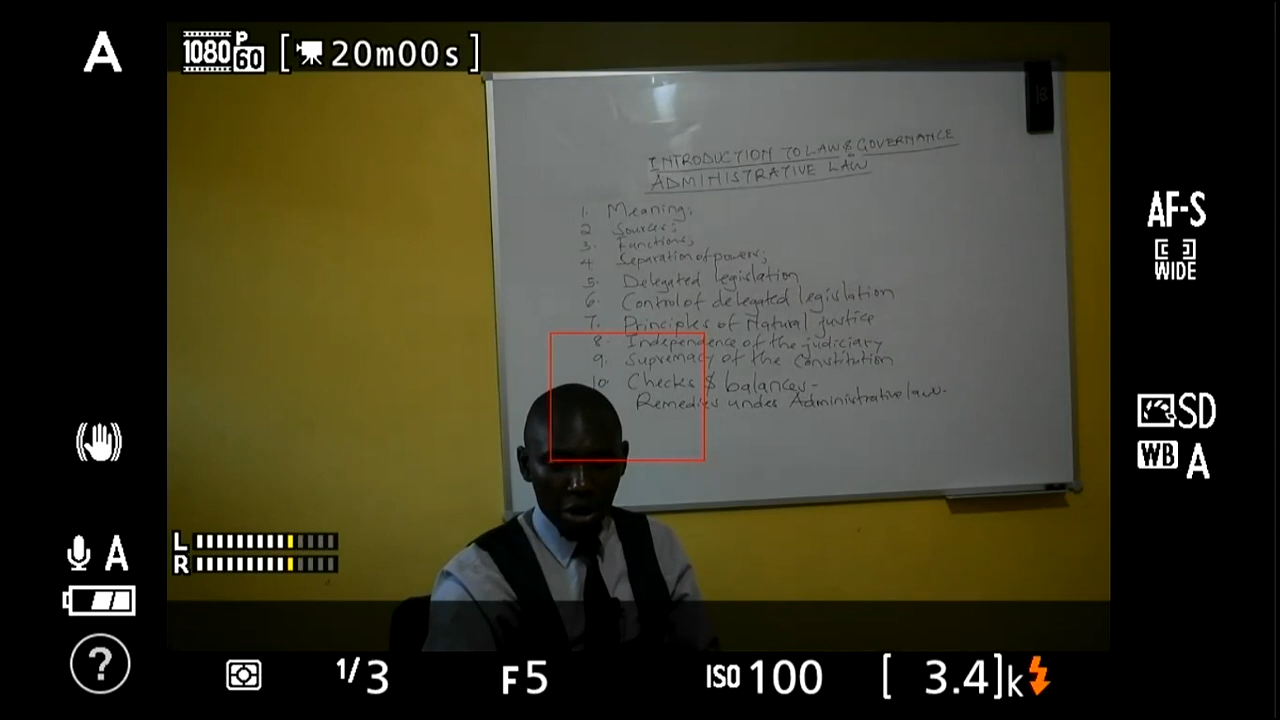 A
1080 P 60 [20m00s]
INTRODUCTION TO LAW & GOVERNANCE
ADMINISTRATIVE LAW
1. Meaning;
2 Sources;
3. Functions;
4 Separation of powers;
5. Delegated legislation
6. Control of delegated legislation
7. Principles of Natural justice
8. Independence of the judiciary
9. Supremacy of the Constitution
10 Checks & balances-
Remedies under Administrative law.
AF-S
WIDE
SD
WB A
A
L
R
?
1/3 F5 ISO 100 [3.4]k